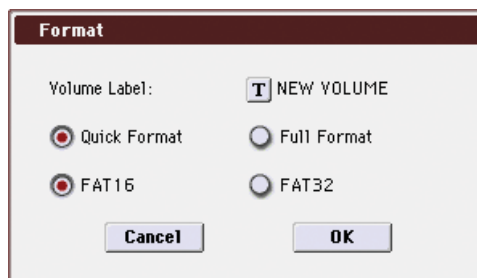 Format
Volume Label: T NEW VOLUME
Quick Format Full Format
FAT16 FAT32
Cancel OK